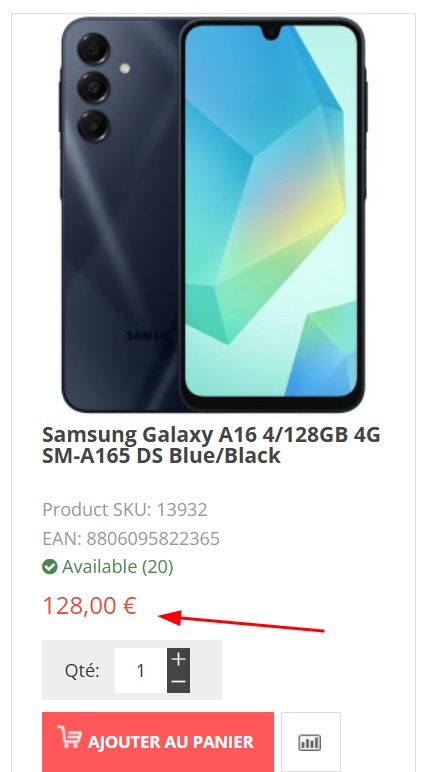 SAMSUNG
Samsung Galaxy A16 4/128GB 4G
SM-A165 DS Blue/Black
Product SKU: 13932
EAN: 8806095822365
Available (20)
128,00 €
Qté: 1 +
−
AJOUTER AU PANIER